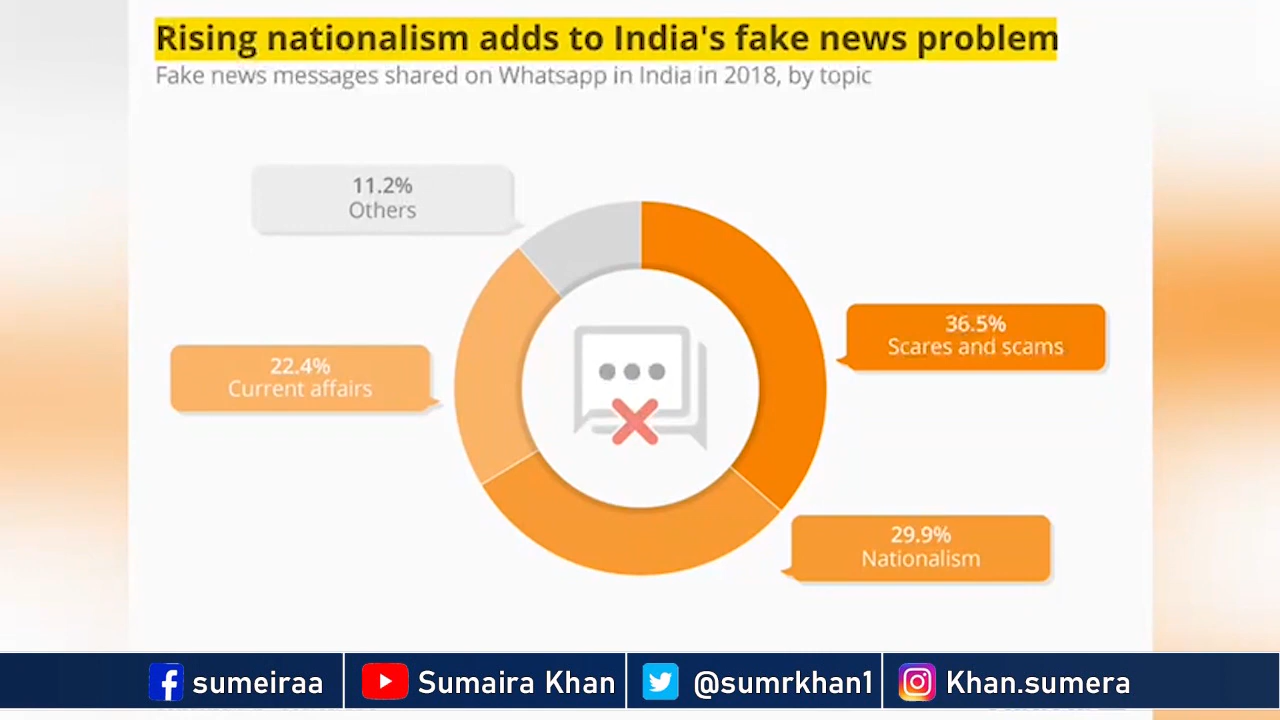 Rising nationalism adds to India's fake news problem
Fake news messages shared on Whatsapp in India in 2018, by topic
11.2%
Others
36.5%
Scares and scams
22.4%
Current affairs
29.9%
Nationalism
sumeiraa
Sumaira Khan
@sumrkhan1
Khan.sumera